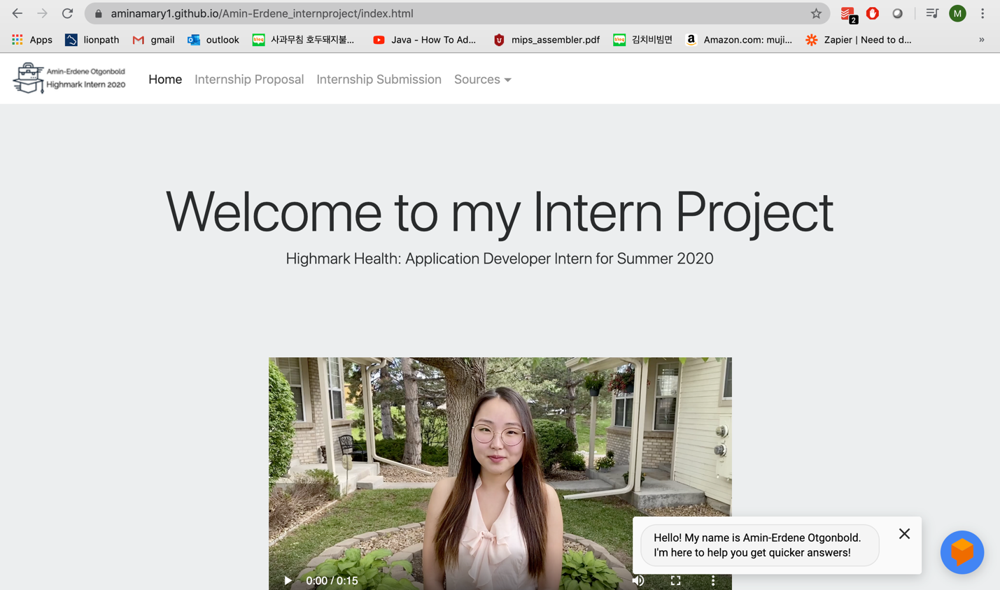 aminamary1.github.io/Amin-Erdene_internproject/index.html
2
M
Apps
lionpath
gmail
outlook
blog
사과무침 호두돼지불...
Java - How To Ad...
mips_assembler.pdf
blog
김치비빔면
a
Amazon.com: muji...
Zapier | Need to d...
»
Amin-Erdene Otgonbold
Highmark Intern 2020
Home
Internship Proposal
Internship Submission
Sources
Welcome to my Intern Project
Highmark Health: Application Developer Intern for Summer 2020
Hello! My name is Amin-Erdene Otgonbold.
I'm here to help you get quicker answers!
0:00 / 0:15